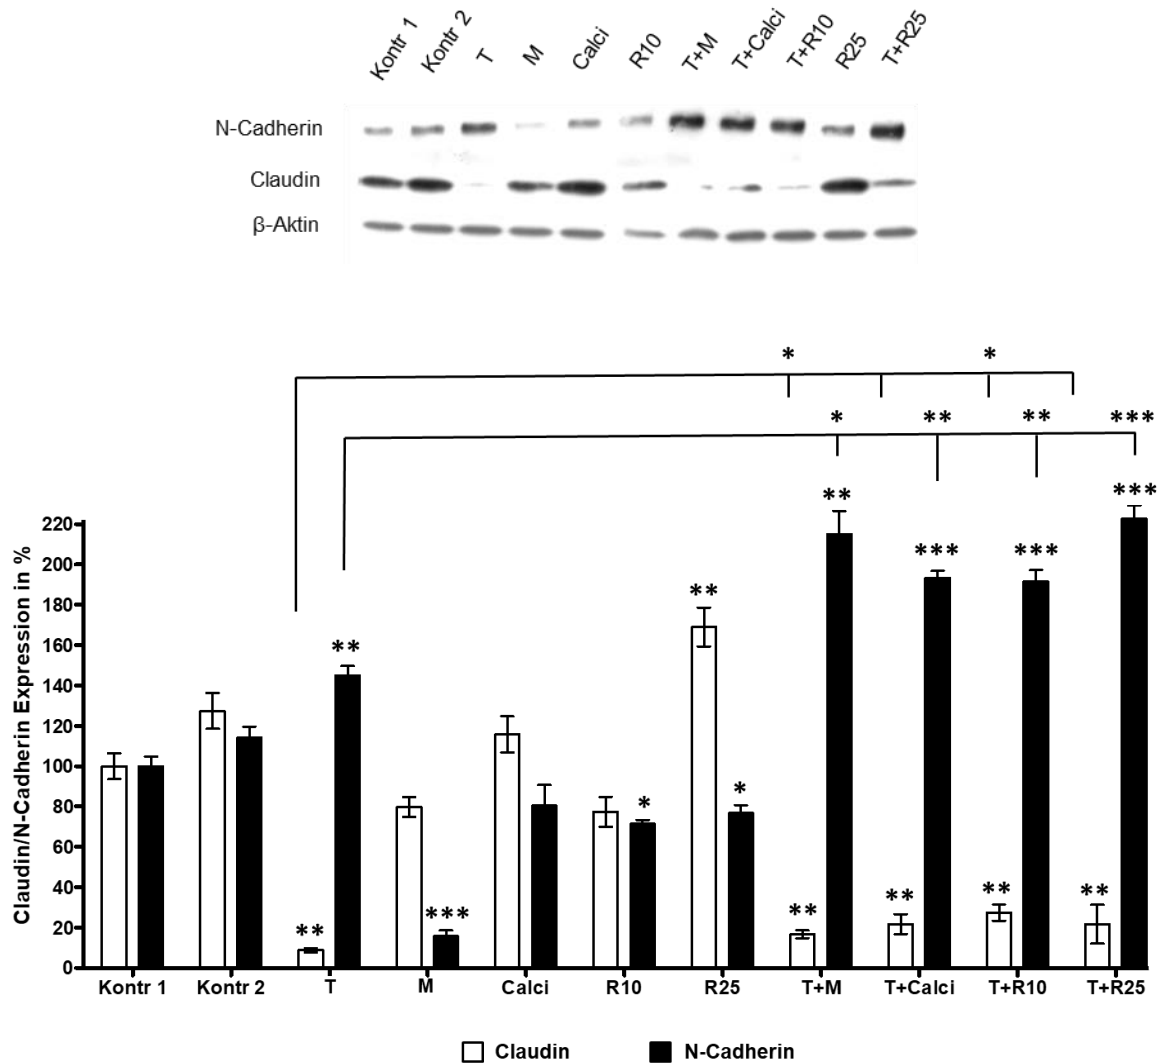 Kontr 1 Kontr 2 T M Calci R10 T+M T+Calci T+R10 R25 T+R25
N-Cadherin
Claudin
β-Aktin
* *
* ** ** ***
** *** *** ***
** ** * * *** ** ** ** **
Claudin/N-Cadherin Expression in %
220
200
180
160
140
120
100
80
60
40
20
0
Kontr 1 Kontr 2 T M Calci R10 R25 T+M T+Calci T+R10 T+R25
Claudin N-Cadherin